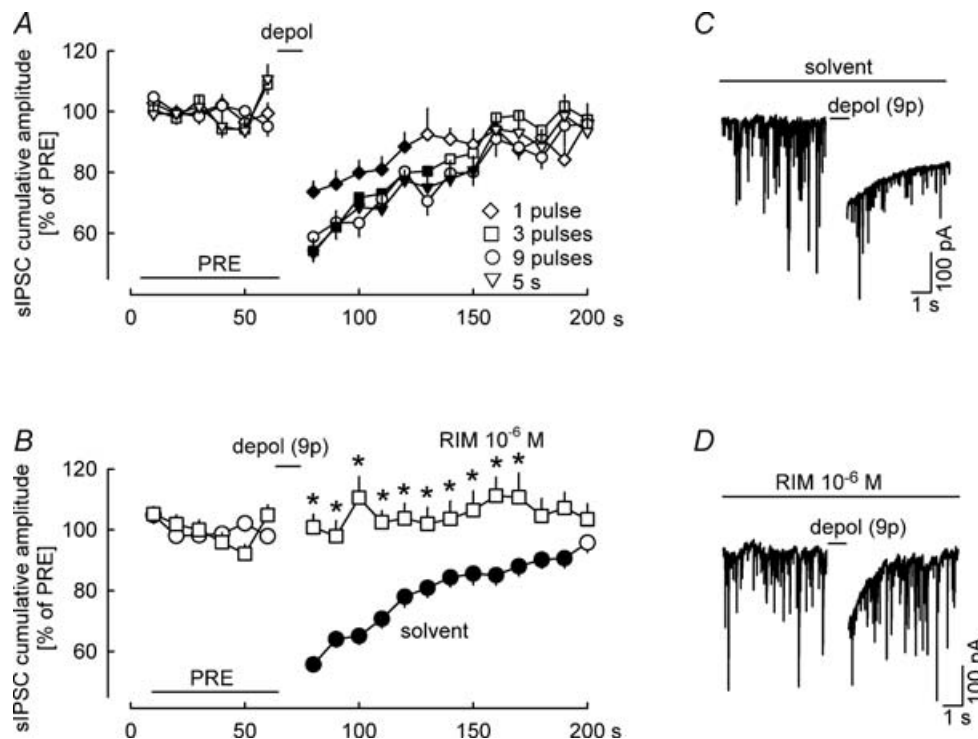 A
depol
120
100
80
60
sIPSC cumulative amplitude
[% of PRE]
PRE
1 pulse
3 pulses
9 pulses
5 s
0
50
100
150
200 s
C
solvent
depol (9p)
100 pA
1 s
B
depol (9p)
RIM 10⁻⁶ M
120
100
80
60
sIPSC cumulative amplitude
[% of PRE]
* * * * * * * * * *
solvent
PRE
0
50
100
150
200 s
D
RIM 10⁻⁶ M
depol (9p)
100 pA
1 s